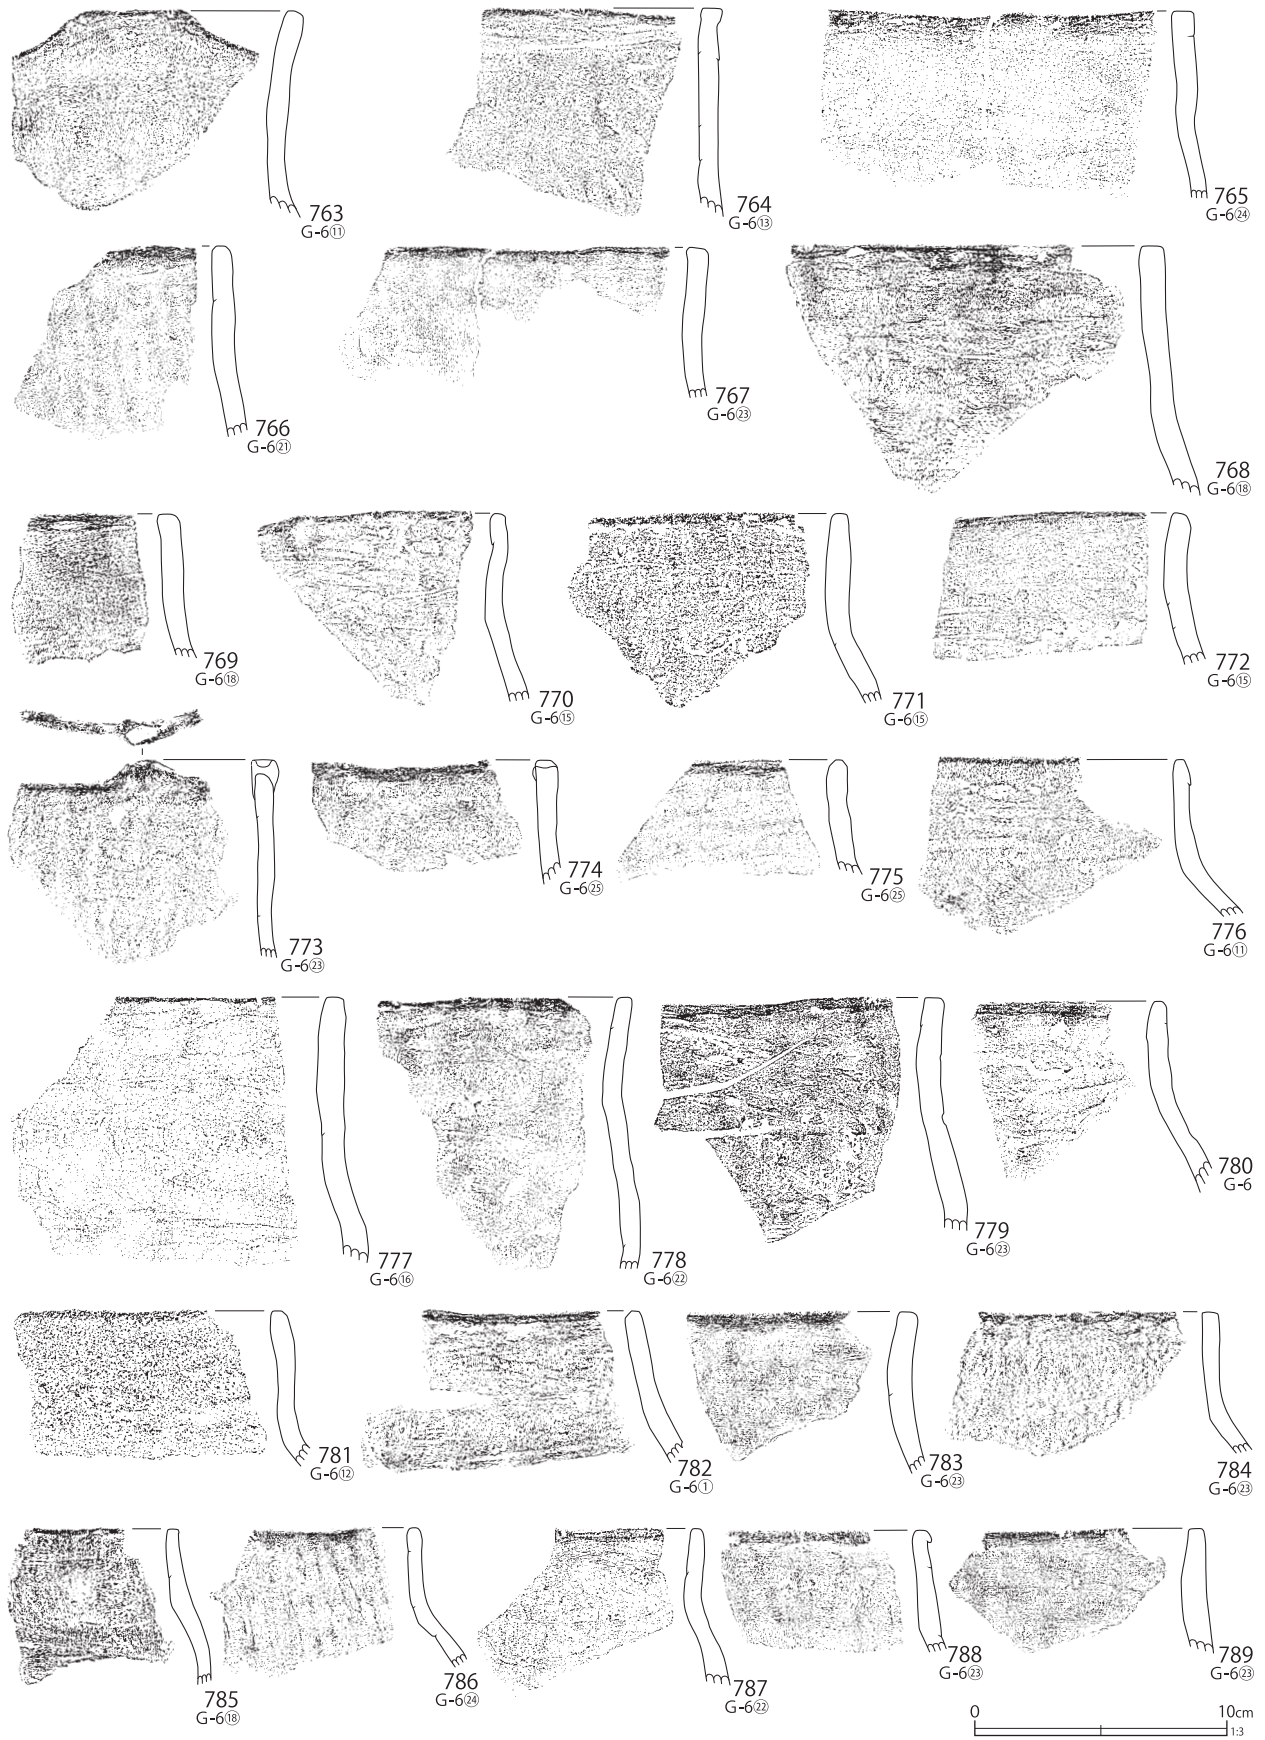 763
G-6⑪
764
G-6⑬
765
G-6㉔
766
G-6㉑
767
G-6㉓
768
G-6⑱
769
G-6⑱
770
G-6⑮
771
G-6⑮
772
G-6⑮
773
G-6㉓
774
G-6㉕
775
G-6㉕
776
G-6⑪
777
G-6⑯
778
G-6㉒
779
G-6㉓
780
G-6
781
G-6⑫
782
G-6①
783
G-6㉓
784
G-6㉓
785
G-6⑱
786
G-6㉔
787
G-6㉒
788
G-6㉓
789
G-6㉓
0 10cm
1:3